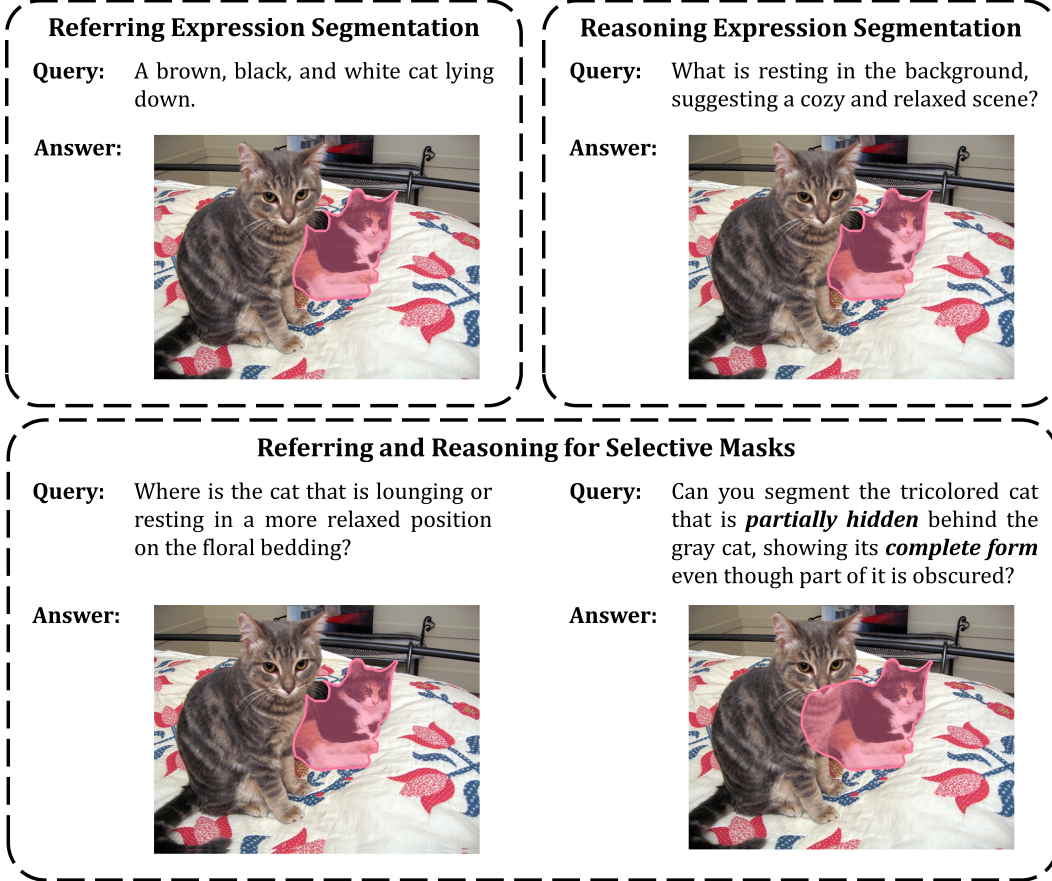 Referring Expression Segmentation
Query: A brown, black, and white cat lying
down.
Answer:
Reasoning Expression Segmentation
Query: What is resting in the background,
suggesting a cozy and relaxed scene?
Answer:
Referring and Reasoning for Selective Masks
Query: Where is the cat that is lounging or
resting in a more relaxed position
on the floral bedding?
Answer:
Query: Can you segment the tricolored cat
that is partially hidden behind the
gray cat, showing its complete form
even though part of it is obscured?
Answer: